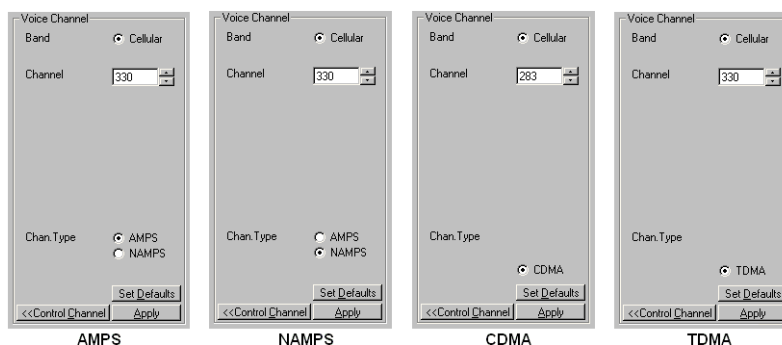 Voice Channel
Band Cellular
Channel 330
Chan.Type AMPS
NAMPS
Set Defaults
<<Control Channel Apply
AMPS
Voice Channel
Band Cellular
Channel 330
Chan.Type AMPS
NAMPS
Set Defaults
<<Control Channel Apply
NAMPS
Voice Channel
Band Cellular
Channel 283
Chan.Type
CDMA
Set Defaults
<<Control Channel Apply
CDMA
Voice Channel
Band Cellular
Channel 330
Chan.Type
TDMA
Set Defaults
<<Control Channel Apply
TDMA